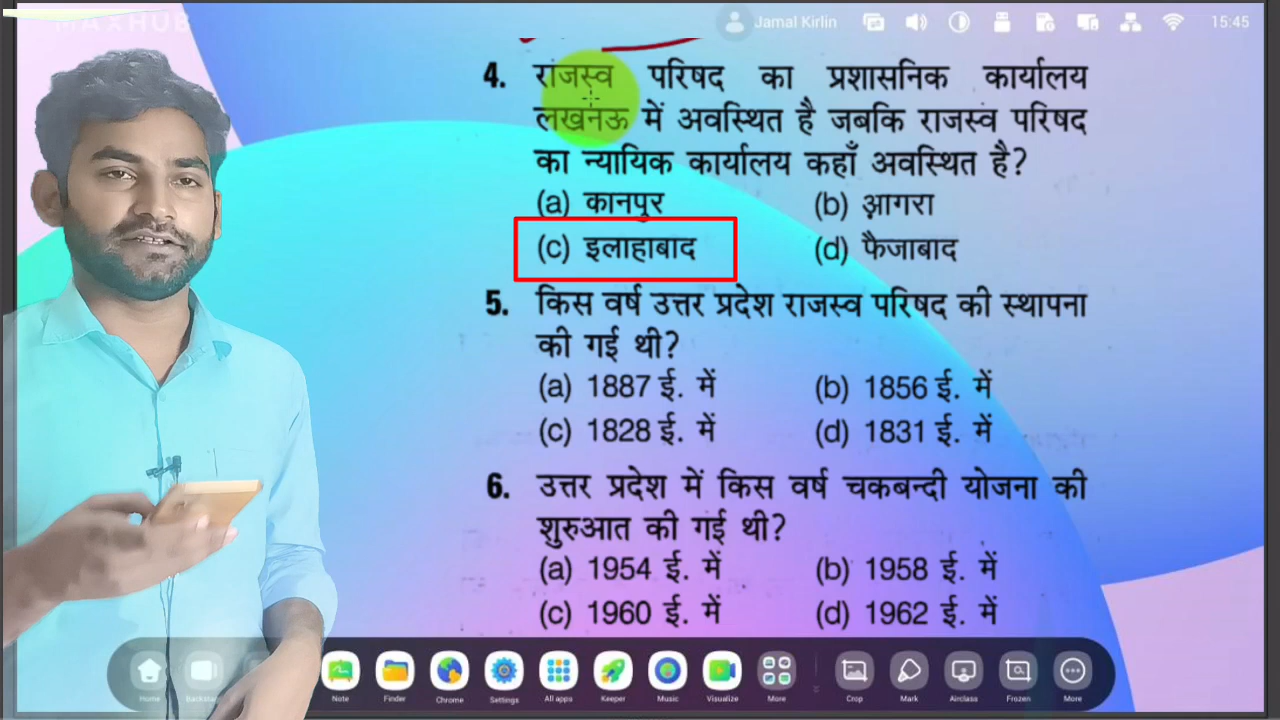 MAXHUB
Jamal Kirlin
15:45
4. राजस्व परिषद का प्रशासनिक कार्यालय
लखनऊ में अवस्थित है जबकि राजस्व परिषद
का न्यायिक कार्यालय कहाँ अवस्थित है?
(a) कानपुर (b) आगरा
(c) इलाहाबाद (d) फैजाबाद
5. किस वर्ष उत्तर प्रदेश राजस्व परिषद की स्थापना
की गई थी?
(a) 1887 ई. में (b) 1856 ई. में
(c) 1828 ई. में (d) 1831 ई. में
6. उत्तर प्रदेश में किस वर्ष चकबन्दी योजना की
शुरुआत की गई थी?
(a) 1954 ई. में (b) 1958 ई. में
(c) 1960 ई. में (d) 1962 ई. में
Home Note Finder Chrome Settings All apps Keeper Music Visualize More Crop Mark Airclass Frozen More